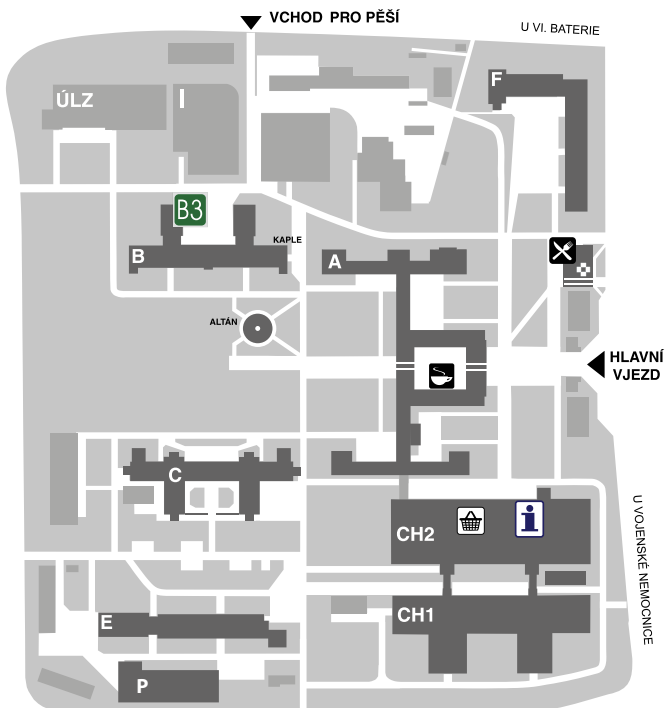 VCHOD PRO PĚŠÍ
U VI. BATERIE
F
ÚLZ
I
B3
KAPLE
B
A
ALTÁN
HLAVNÍ
VJEZD
C
CH2
i
U VOJENSKÉ NEMOCNICE
CH1
E
P